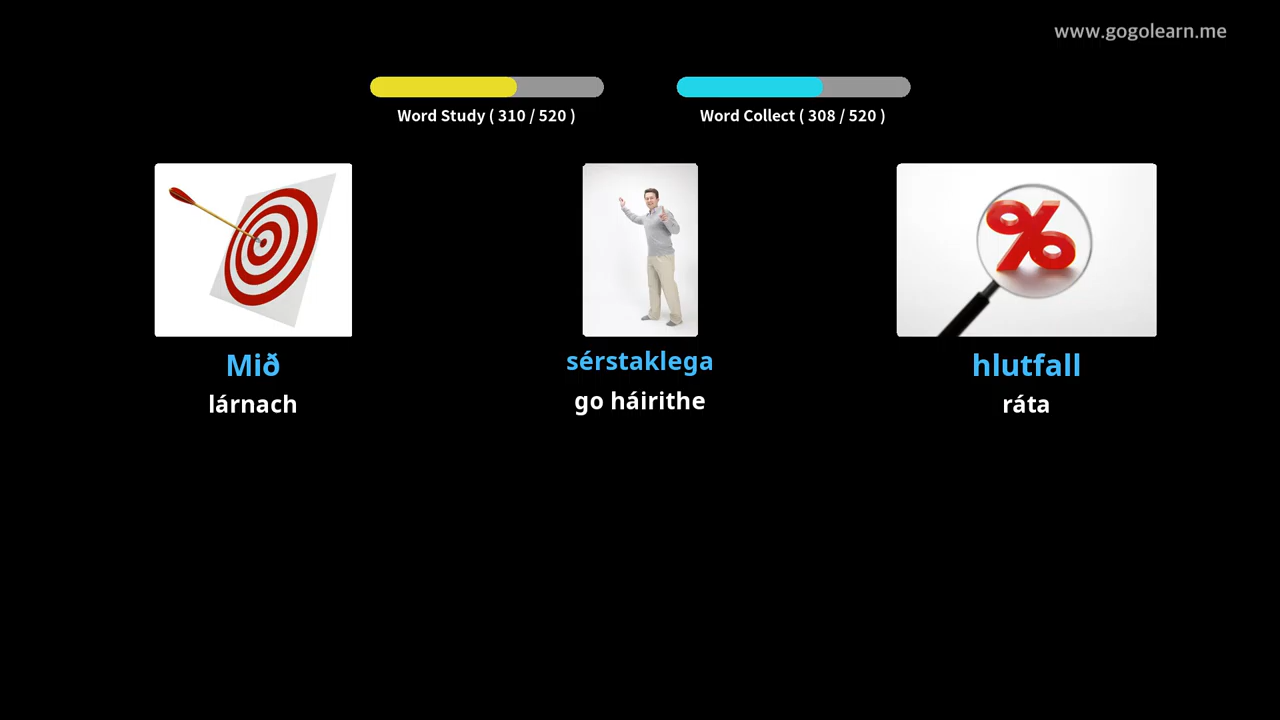 www.gogolearn.me
Word Study ( 310 / 520 )
Word Collect ( 308 / 520 )
%
Mið
sérstaklega
hlutfall
lárnach
go háirithe
ráta